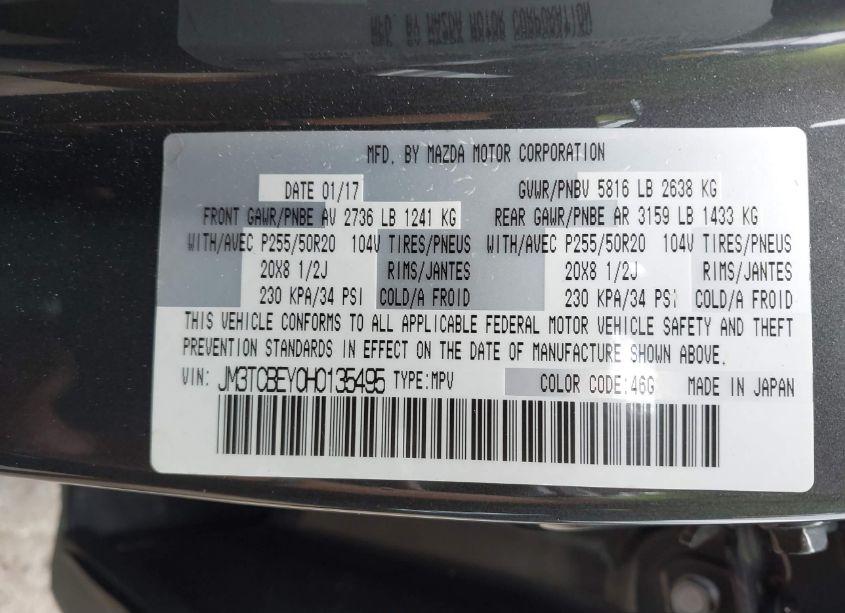 MFD. BY MAZDA MOTOR CORPORATION
MFD. BY MAZDA MOTOR CORPORATION
DATE 01/17 GVWR/PNBV 5816 LB 2638 KG
FRONT GAWR/PNBE AV 2736 LB 1241 KG REAR GAWR/PNBE AR 3159 LB 1433 KG
WITH/AVEC P255/50R20 104V TIRES/PNEUS WITH/AVEC P255/50R20 104V TIRES/PNEUS
20X8 1/2J RIMS/JANTES 20X8 1/2J RIMS/JANTES
230 KPA/34 PSI COLD/A FROID 230 KPA/34 PSI COLD/A FROID
THIS VEHICLE CONFORMS TO ALL APPLICABLE FEDERAL MOTOR VEHICLE SAFETY AND THEFT
PREVENTION STANDARDS IN EFFECT ON THE DATE OF MANUFACTURE SHOWN ABOVE.
VIN: JM3TCBEY0H0135495 TYPE:MPV COLOR CODE:46G MADE IN JAPAN